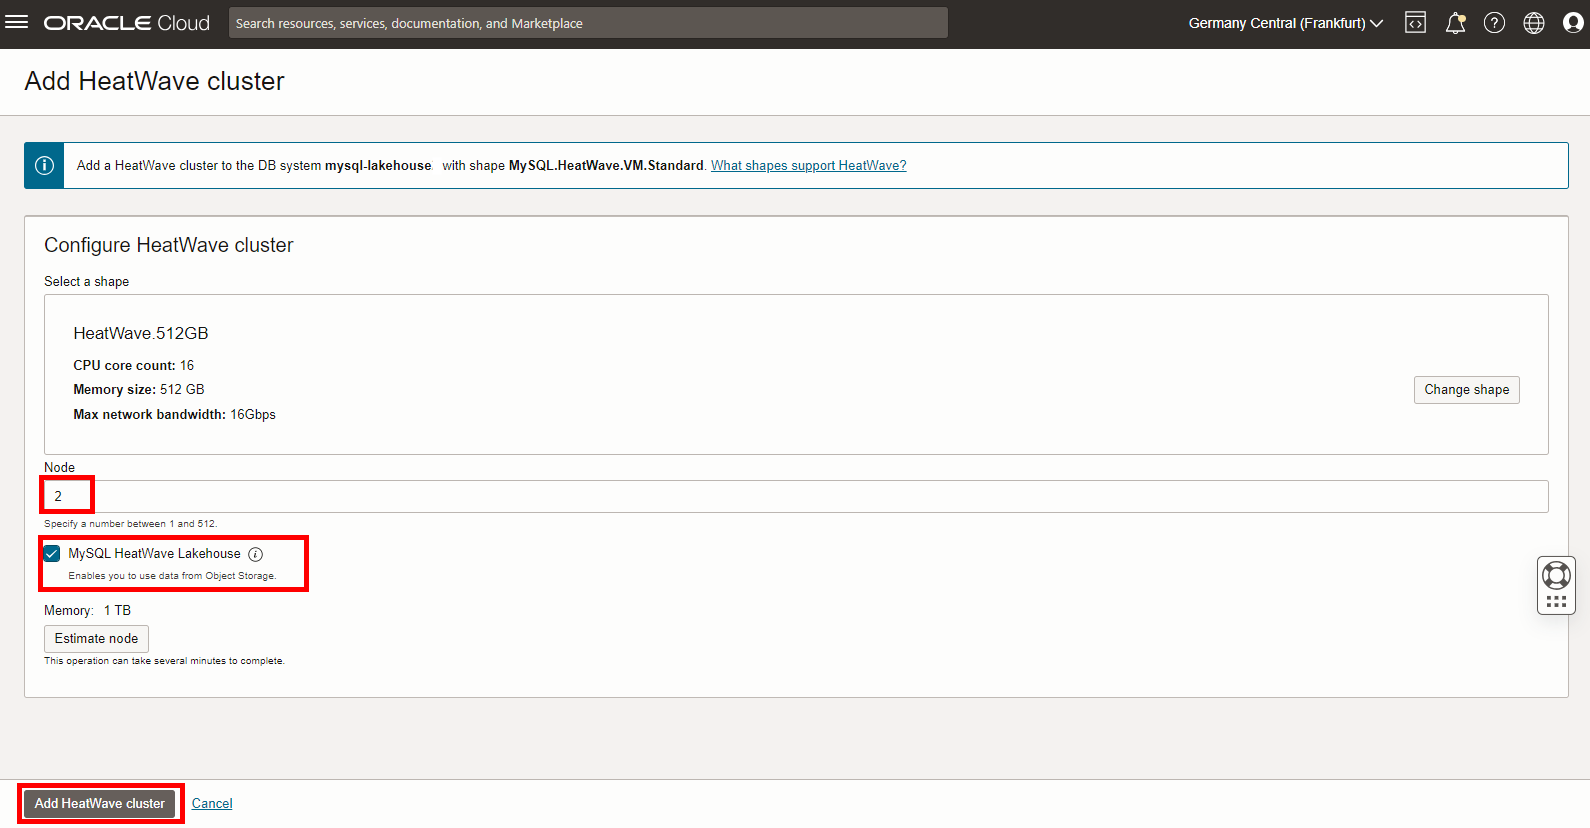 ORACLE Cloud
Search resources, services, documentation, and Marketplace
Germany Central (Frankfurt)
Add HeatWave cluster
Add a HeatWave cluster to the DB system mysql-lakehouse with shape MySQL.HeatWave.VM.Standard. What shapes support HeatWave?
Configure HeatWave cluster
Select a shape
HeatWave.512GB
CPU core count: 16
Memory size: 512 GB
Max network bandwidth: 16Gbps
Change shape
Node
2
Specify a number between 1 and 512.
MySQL HeatWave Lakehouse
Enables you to use data from Object Storage.
Memory: 1 TB
Estimate node
This operation can take several minutes to complete.
Add HeatWave cluster
Cancel